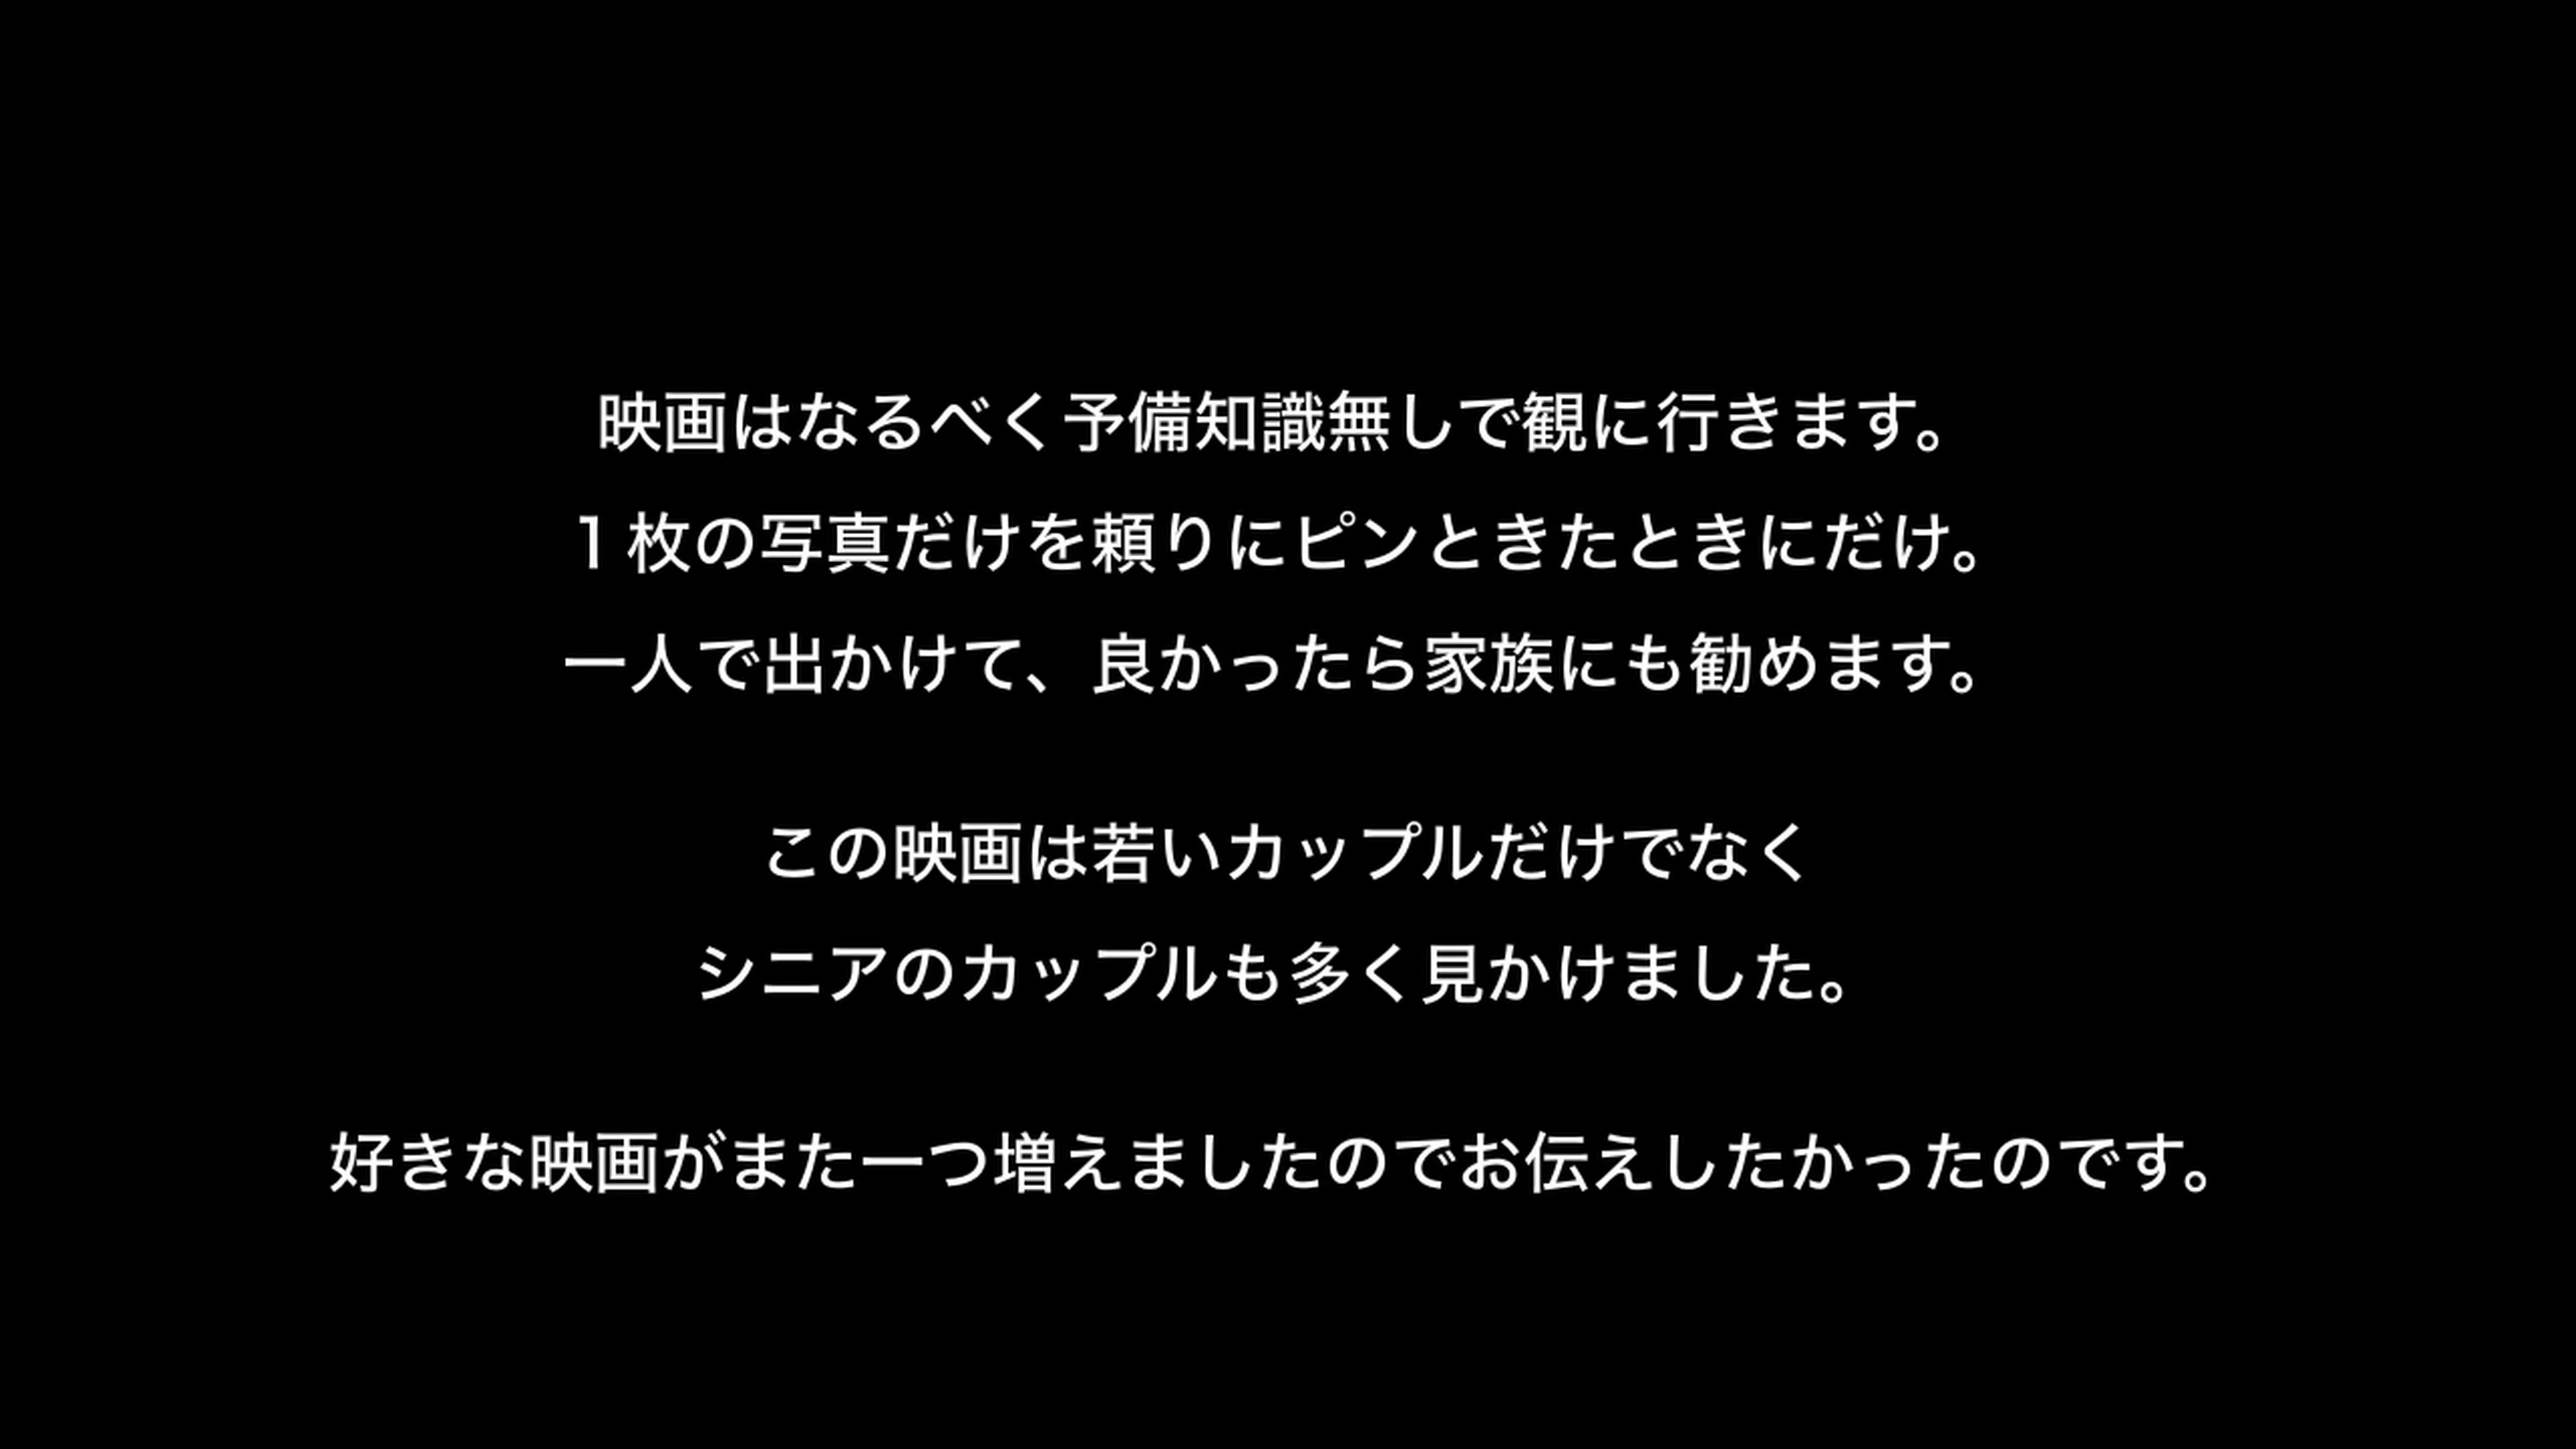 映画はなるべく予備知識無しで観に行きます。
１枚の写真だけを頼りにピンときたときにだけ。
一人で出かけて、良かったら家族にも勧めます。
この映画は若いカップルだけでなく
シニアのカップルも多く見かけました。
好きな映画がまた一つ増えましたのでお伝えしたかったのです。